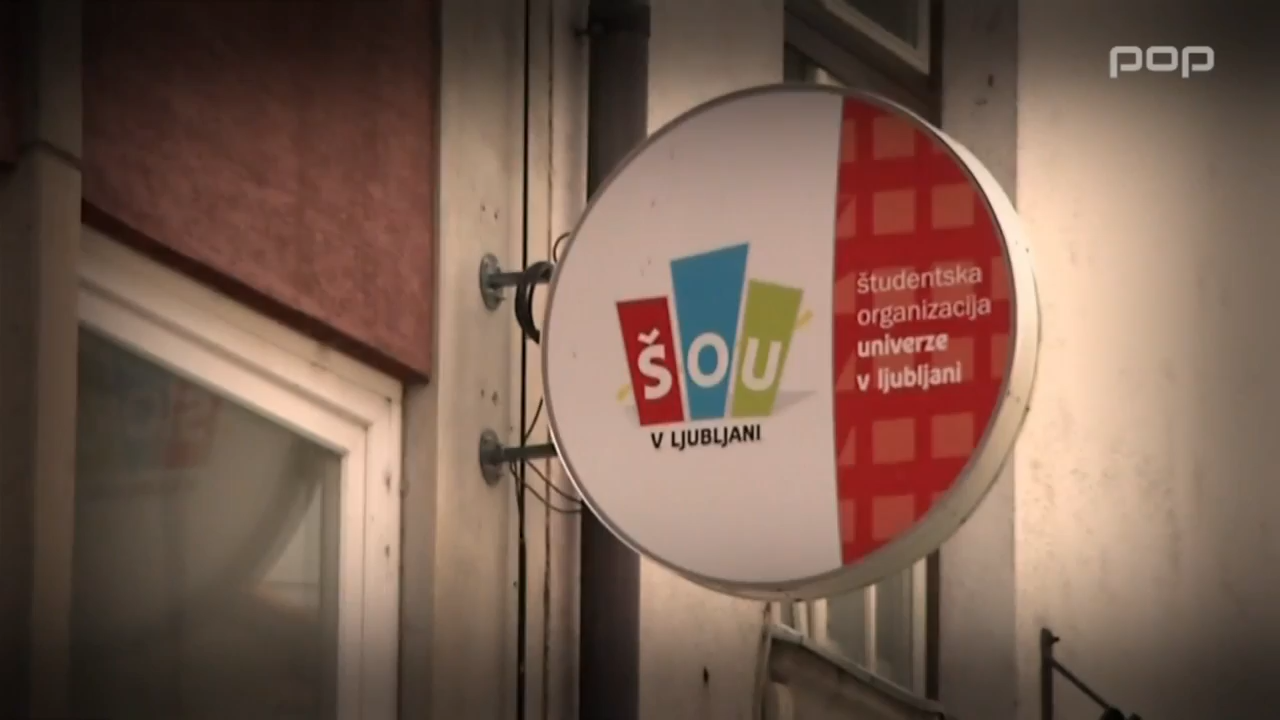 pop
ŠOU
V LJUBLJANI
študentska
organizacija
univerze
v ljubljani